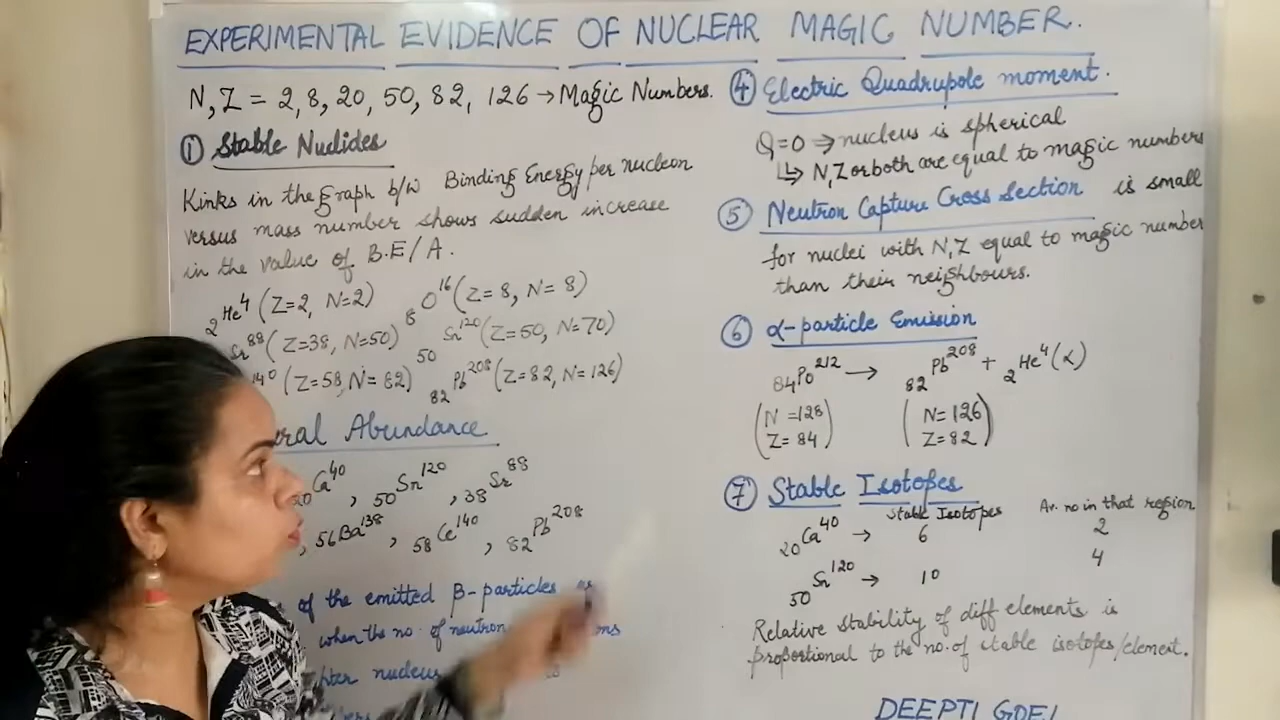 EXPERIMENTAL EVIDENCE OF NUCLEAR MAGIC NUMBER.
N, Z = 2, 8, 20, 50, 82, 126 → Magic Numbers.
① Stable Nuclides
Kinks in the graph b/w Binding Energy per nucleon
versus mass number shows sudden increase
in the value of B.E/A.
₂He⁴ (Z=2, N=2) ₈O¹⁶ (Z=8, N=8)
Sr⁸⁸ (Z=38, N=50) ₅₀Sn¹²⁰ (Z=50, N=70)
¹⁴⁰ (Z=58, N=82) ₈₂Pb²⁰⁸ (Z=82, N=126)
ral Abundance
₂₀Ca⁴⁰, ₅₀Sn¹²⁰, ₃₈Sr⁸⁸
, ₅₆Ba¹³⁸, ₅₈Ce¹⁴⁰, ₈₂Pb²⁰⁸
of the emitted β-particles
when the no. of neutron
hter nucleus
④ Electric Quadrupole moment.
Q=0 ⇒ nucleus is spherical
↳ N, Z or both are equal to magic numbers
⑤ Neutron Capture Cross Section is small
for nuclei with N, Z equal to magic number
than their neighbours.
⑥ α-particle Emission
₈₄Po²¹² → ₈₂Pb²⁰⁸ + ₂He⁴(α)
(N=128) (N=126)
(Z=84) (Z=82)
⑦ Stable Isotopes
Stable Isotopes Av. no in that region
₂₀Ca⁴⁰ → 6 2
₅₀Sn¹²⁰ → 10 4
Relative stability of diff elements is
proportional to the no. of stable isotopes/element.
DEEPTI GOEL